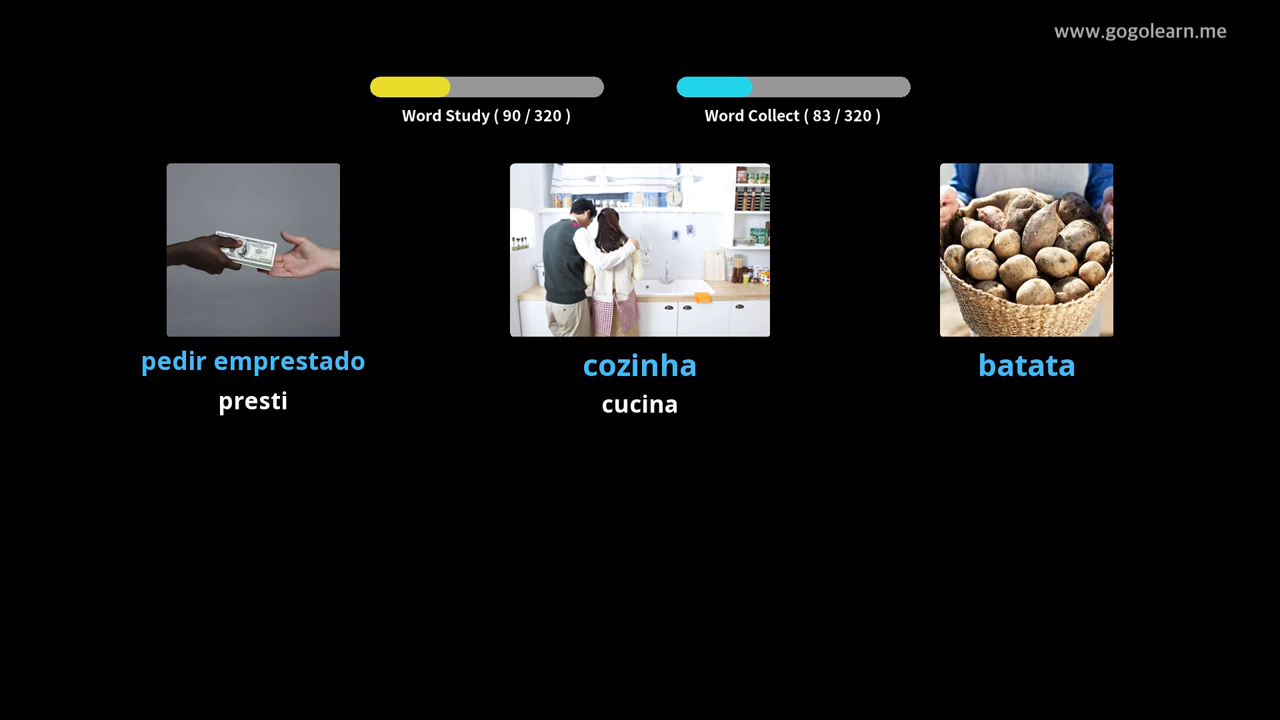 www.gogolearn.me
Word Study ( 90 / 320 )
Word Collect ( 83 / 320 )
pedir emprestado
presti
cozinha
cucina
batata